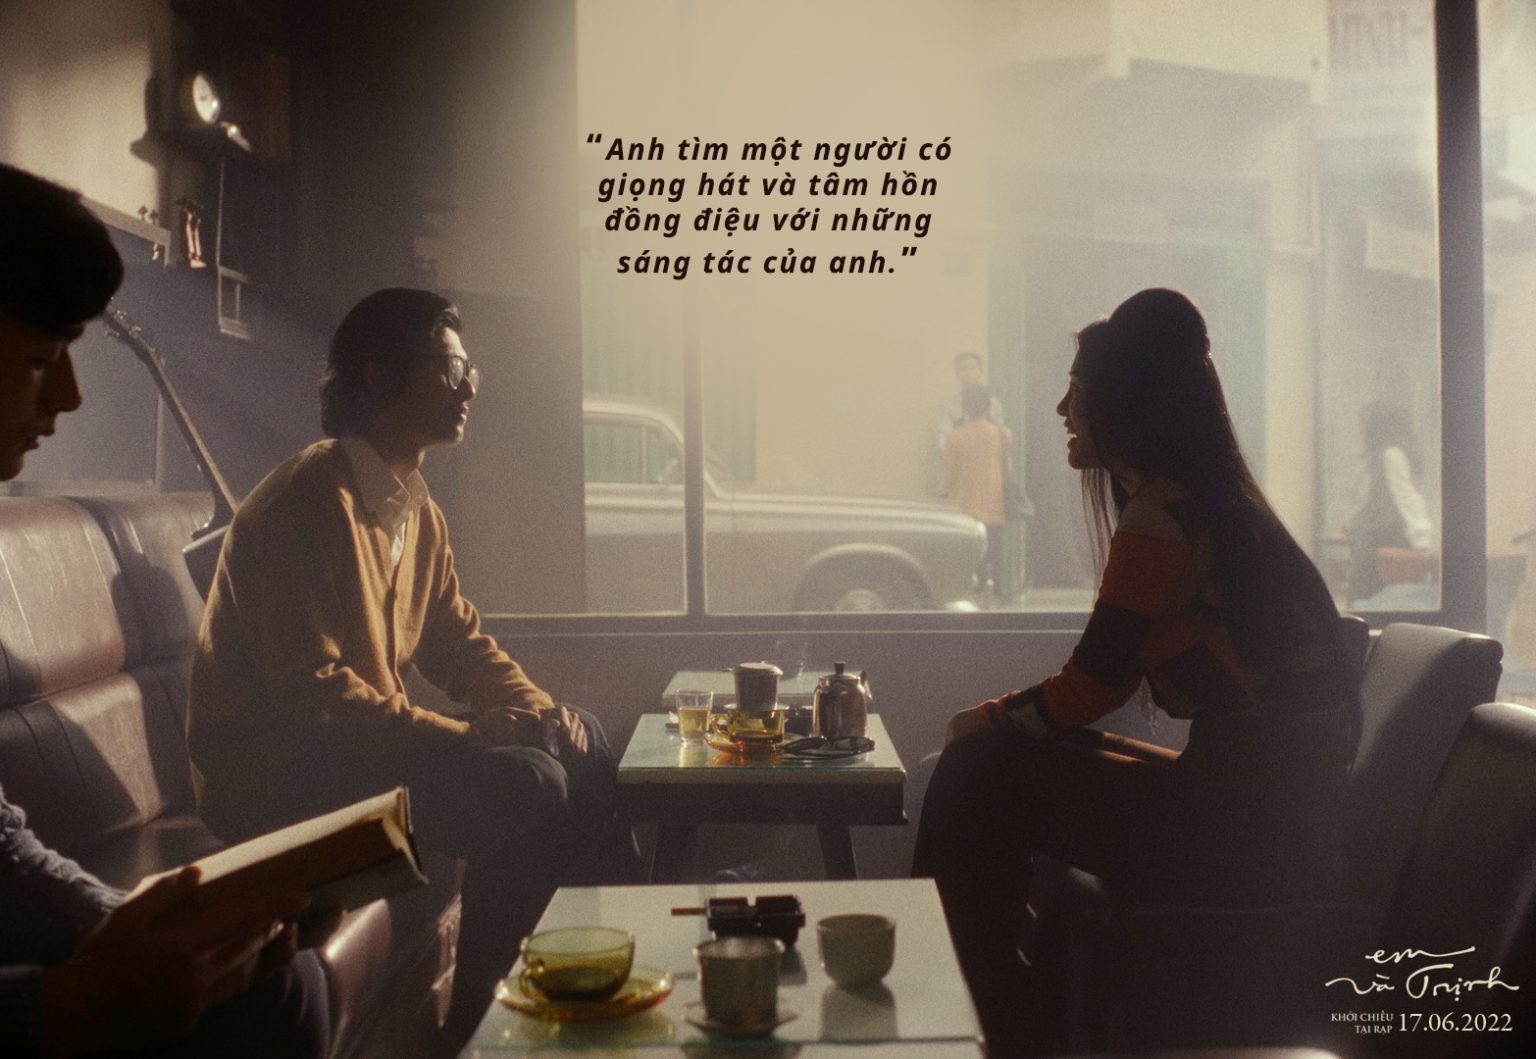 “Anh tìm một người có
giọng hát và tâm hồn
đồng điệu với những
sáng tác của anh.”
em
và Trịnh
KHỞI CHIẾU
TẠI RẠP 17.06.2022